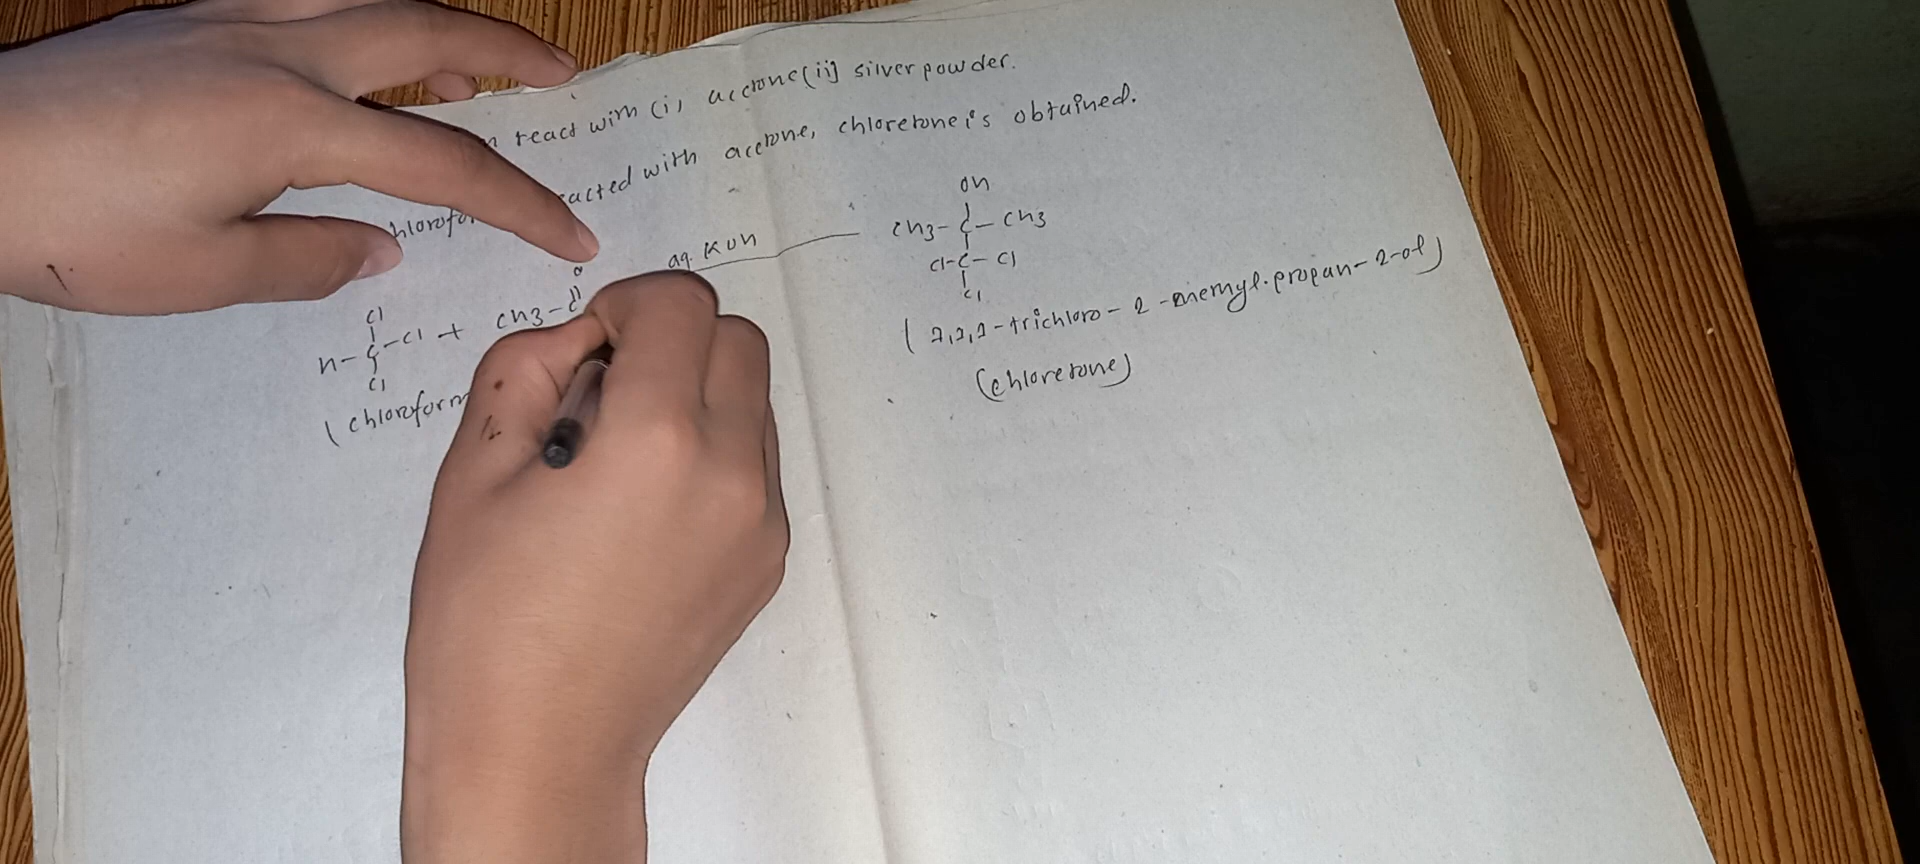 react with (i) acetone (ii) silver powder.
with acetone, chloretone is obtained.
OH
aq. KOH
CH3-C-CH3
Cl-C-Cl
Cl
Cl
H-C-Cl + CH3-C
Cl
O
(chloroform
(1,1,1-trichloro-2-methyl.propan-2-ol)
(chloretone)